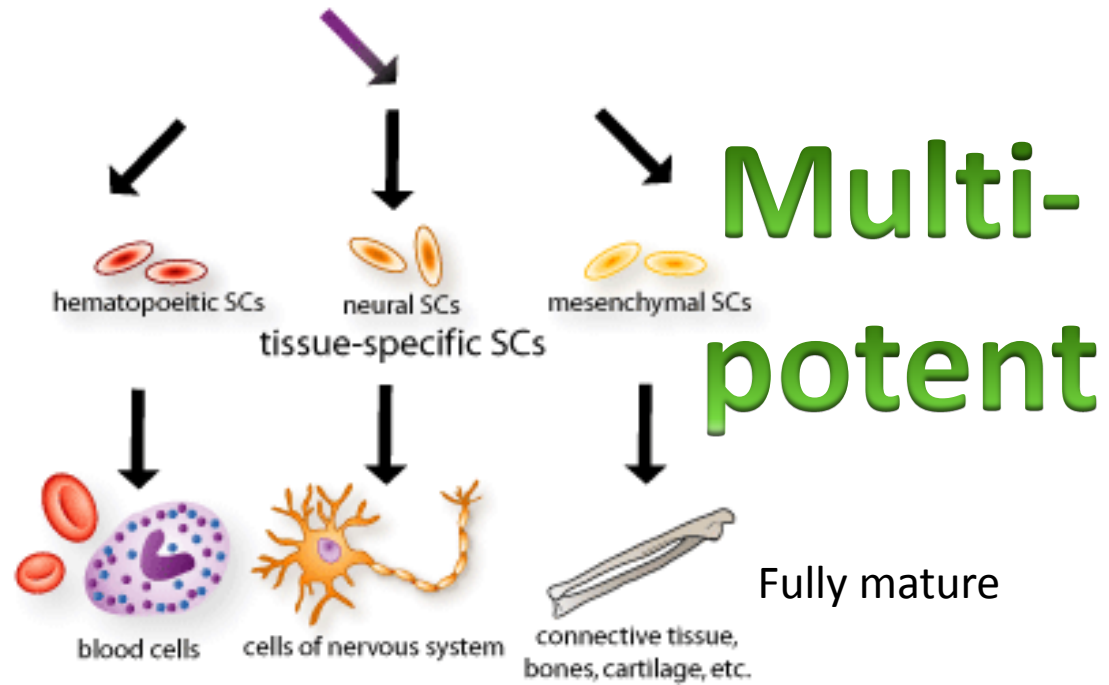 Multi-
potent
hematopoeitic SCs
neural SCs
mesenchymal SCs
tissue-specific SCs
blood cells
cells of nervous system
connective tissue,
bones, cartilage, etc.
Fully mature